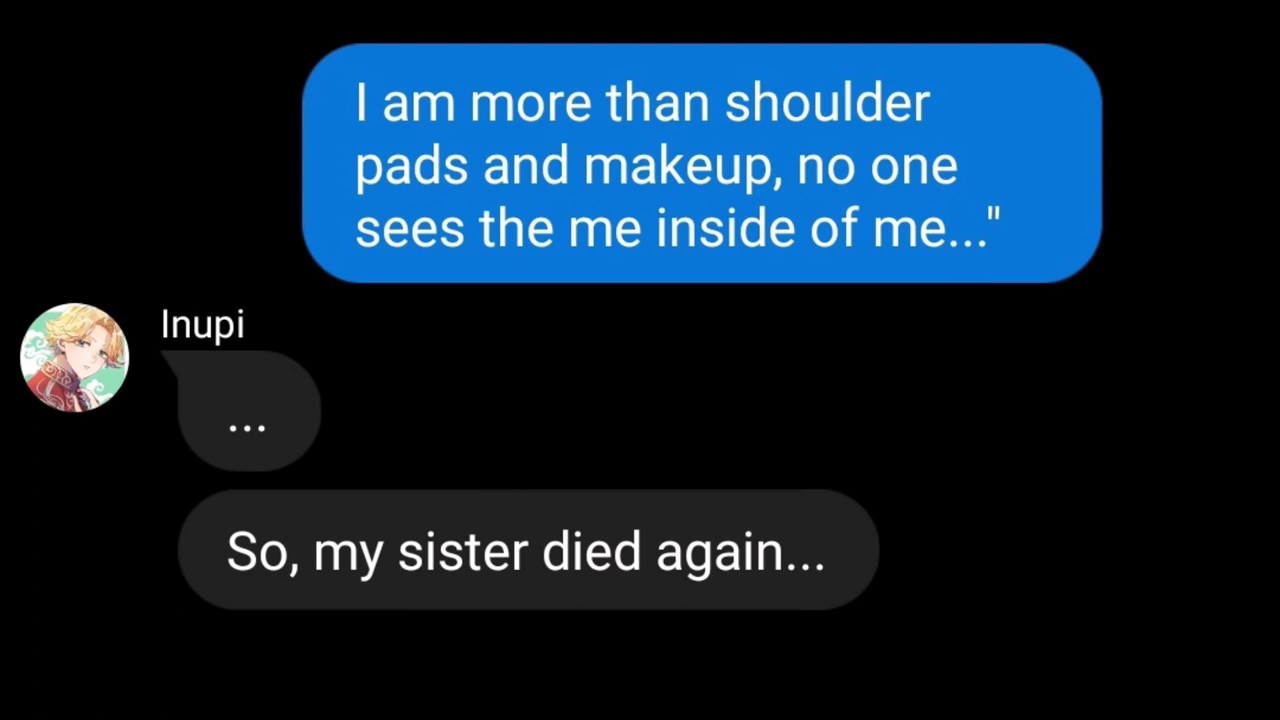 I am more than shoulder
pads and makeup, no one
sees the me inside of me..."
Inupi
...
So, my sister died again...